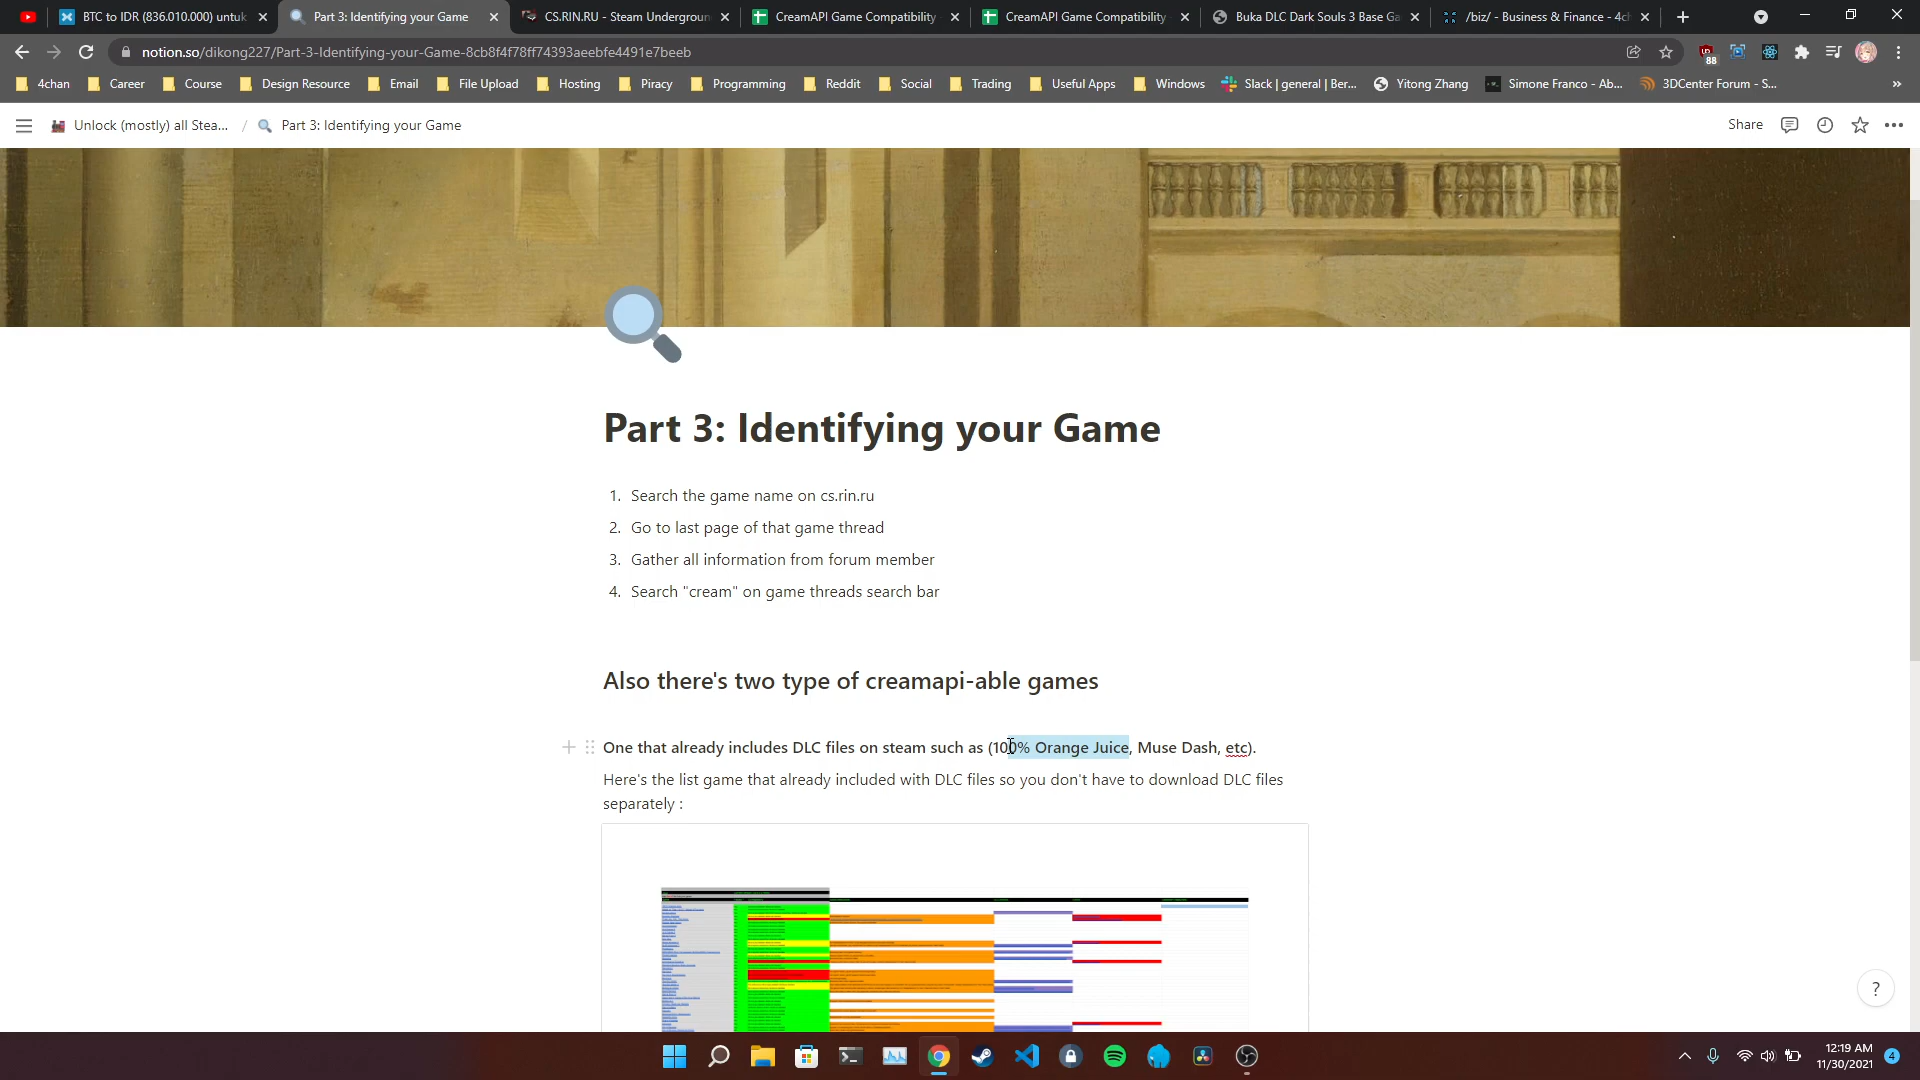 BTC to IDR (836.010.000) untuk
Part 3: Identifying your Game
CS.RIN.RU - Steam Undergroun
CreamAPI Game Compatibility
CreamAPI Game Compatibility
Buka DLC Dark Souls 3 Base Ga
/biz/ - Business & Finance - 4ch
notion.so/dikong227/Part-3-Identifying-your-Game-8cb8f4f78ff74393aeebfe4491e7beeb
88
4chan
Career
Course
Design Resource
Email
File Upload
Hosting
Piracy
Programming
Reddit
Social
Trading
Useful Apps
Windows
Slack | general | Ber...
Yitong Zhang
Simone Franco - Ab...
3DCenter Forum - S...
»
Unlock (mostly) all Stea... / Part 3: Identifying your Game
Share
Part 3: Identifying your Game
1. Search the game name on cs.rin.ru
2. Go to last page of that game thread
3. Gather all information from forum member
4. Search "cream" on game threads search bar
Also there's two type of creamapi-able games
One that already includes DLC files on steam such as (100% Orange Juice, Muse Dash, etc).
Here's the list game that already included with DLC files so you don't have to download DLC files
separately :
?
12:19 AM
11/30/2021
4